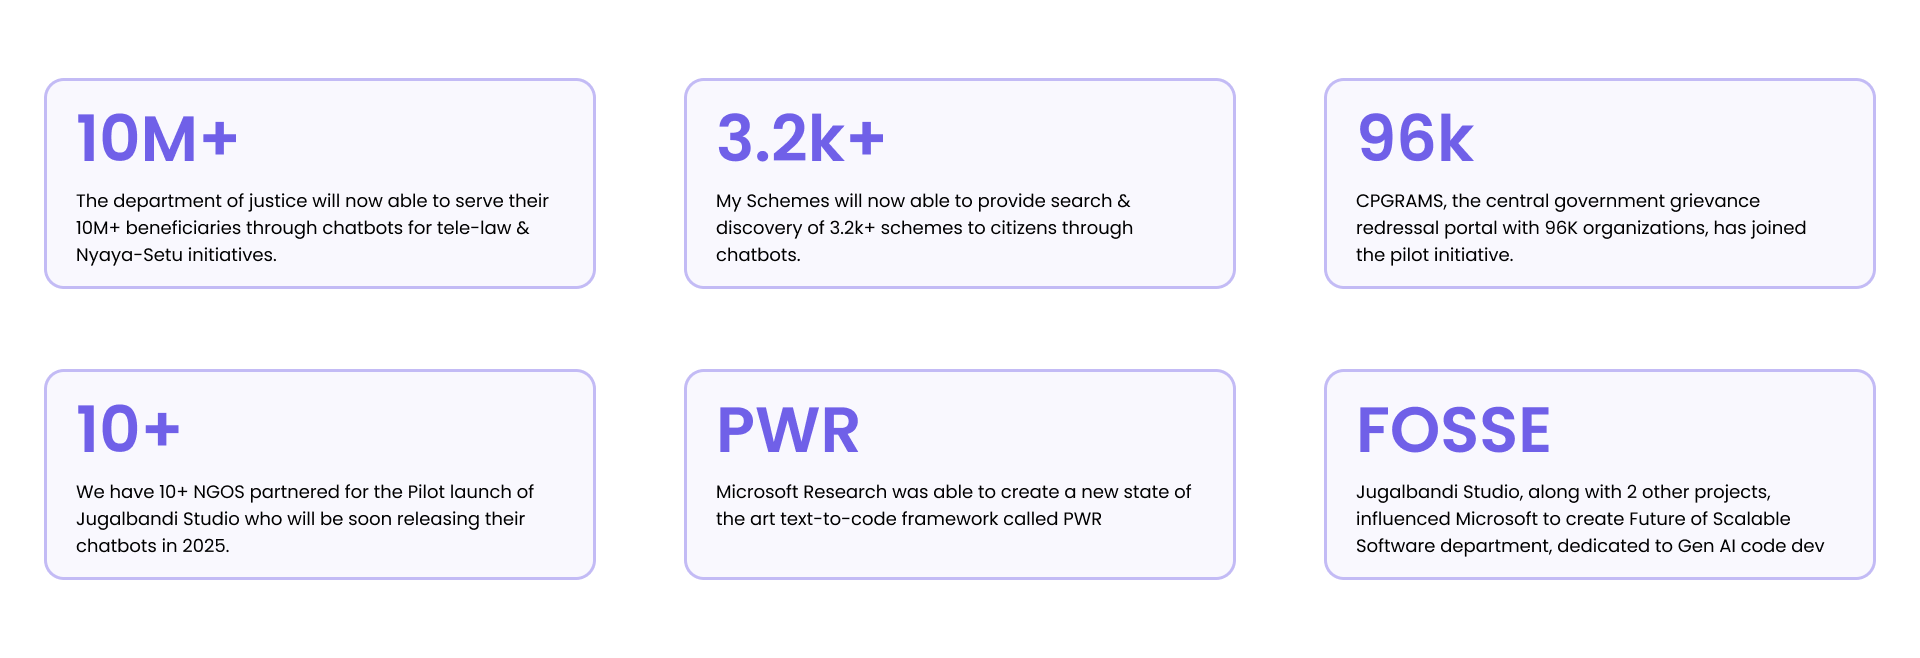 10M+
The department of justice will now able to serve their
10M+ beneficiaries through chatbots for tele-law &
Nyaya-Setu initiatives.
3.2k+
My Schemes will now able to provide search &
discovery of 3.2k+ schemes to citizens through
chatbots.
96k
CPGRAMS, the central government grievance
redressal portal with 96K organizations, has joined
the pilot initiative.
10+
We have 10+ NGOS partnered for the Pilot launch of
Jugalbandi Studio who will be soon releasing their
chatbots in 2025.
PWR
Microsoft Research was able to create a new state of
the art text-to-code framework called PWR
FOSSE
Jugalbandi Studio, along with 2 other projects,
influenced Microsoft to create Future of Scalable
Software department, dedicated to Gen AI code dev